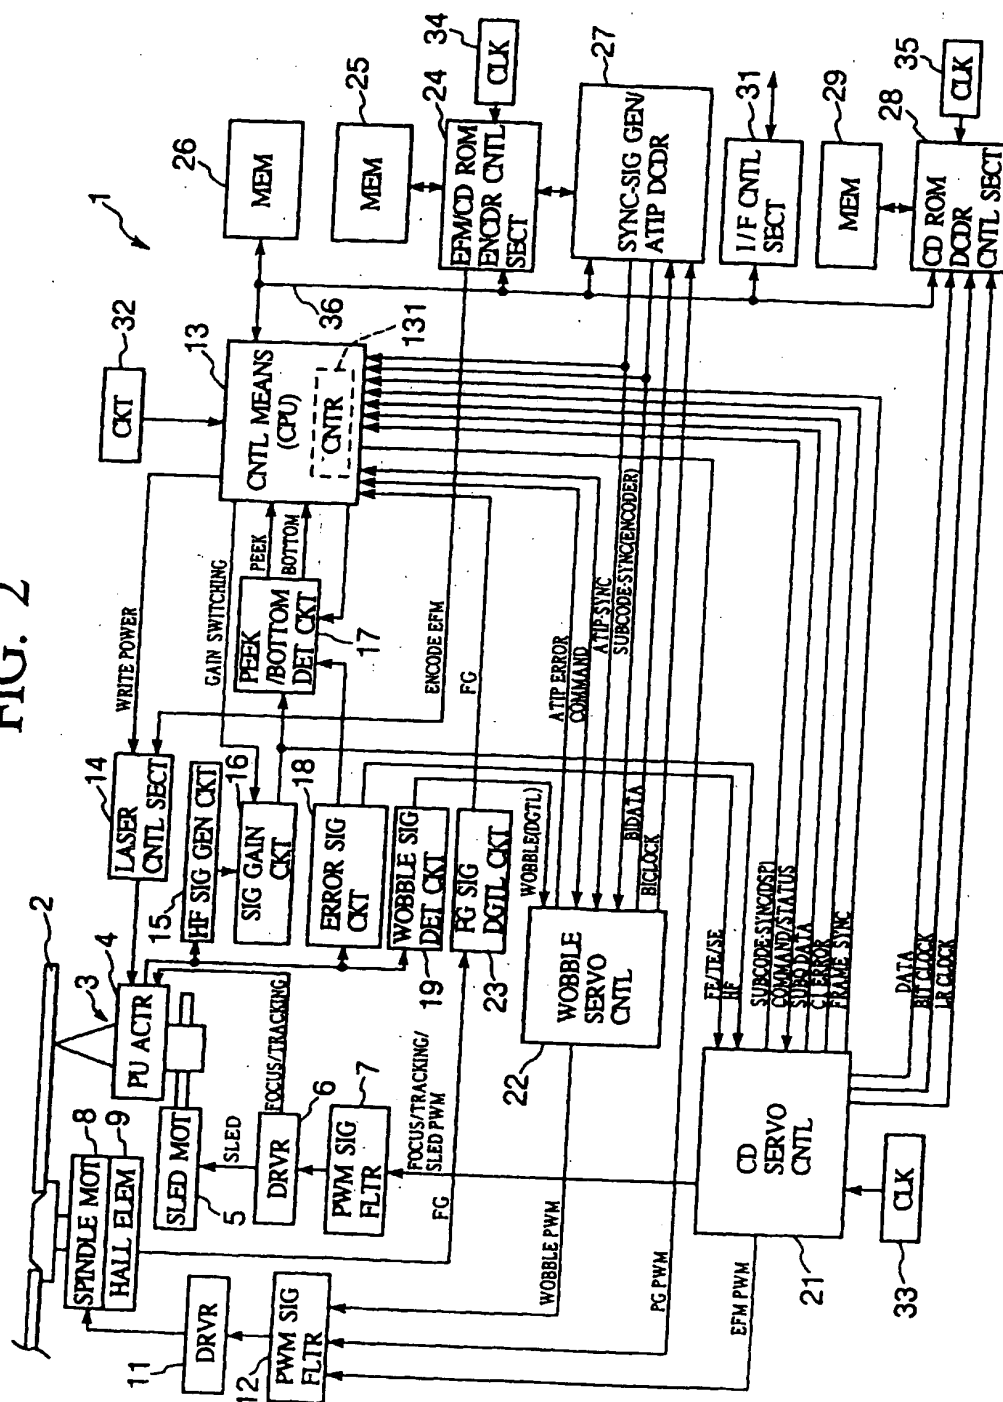 FIG. 2
1
2
3
4
PU ACTR
SLED MOT
5
SPINDLE MOT
8
HALL ELEM
9
DRVR
11
PWM SIG
FLTR
12
SLED
DRVR
6
PWM SIG
FLTR
7
FOCUS/TRACKING
FOCUS/TRACKING/
SLED PWM
FG
14
LASER
CNTL SECT
15
HF SIG GEN CKT
16
SIG GAIN
CKT
18
ERROR SIG
CKT
WOBBLE SIG
DET CKT
19
FG SIG
DGTL CKT
23
WRITE POWER
GAIN SWITCHING
PEEK
BOTTOM
PEEK
/BOTTOM
DET CKT
17
ENCODE EFM
FG
CKT
32
13
CNTL MEANS
(CPU)
CNTR
131
36
26
MEM
25
MEM
24
EFM/CD ROM
ENCDR CNTL
SECT
34
CLK
27
SYNC-SIG GEN/
ATIP DCDR
31
I/F CNTL
SECT
29
MEM
28
CD ROM
DCDR
CNTL SECT
35
CLK
WOBBLE(DGTL)
ATIP ERROR
COMMAND
ATIP-SYNC
SUBCODE-SYNC(ENCODER)
BIDATA
BICLOCK
WOBBLE
SERVO
CNTL
22
WOBBLE PWM
PG PWM
EFM PWM
FE/TE/SE
HF
SUBCODE-SYNC(DSP)
COMMAND/STATUS
SUBQ DATA
C1 ERROR
FRAME SYNC
DATA
BIT CLOCK
LR CLOCK
CD
SERVO
CNTL
21
CLK
33